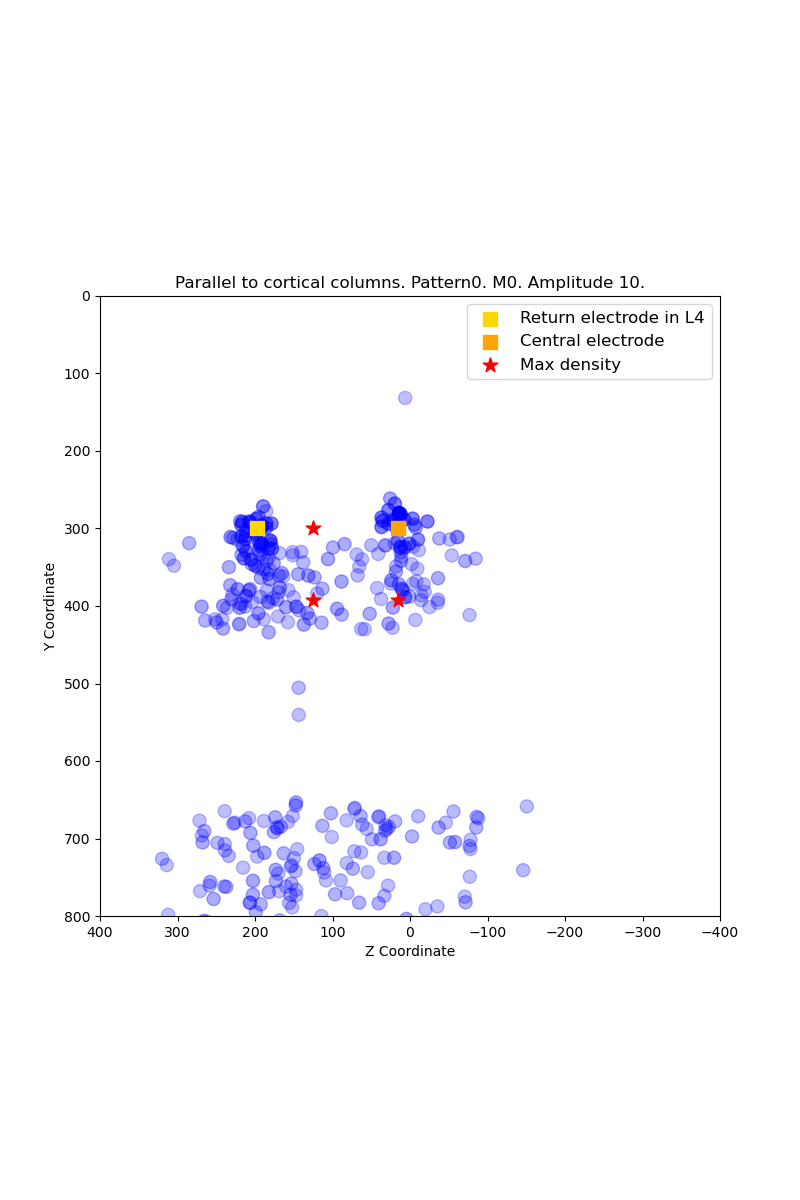 Parallel to cortical columns. Pattern0. M0. Amplitude 10.
Return electrode in L4
Central electrode
Max density
0
100
200
300
400
500
600
700
800
Y Coordinate
400 300 200 100 0 −100 −200 −300 −400
Z Coordinate